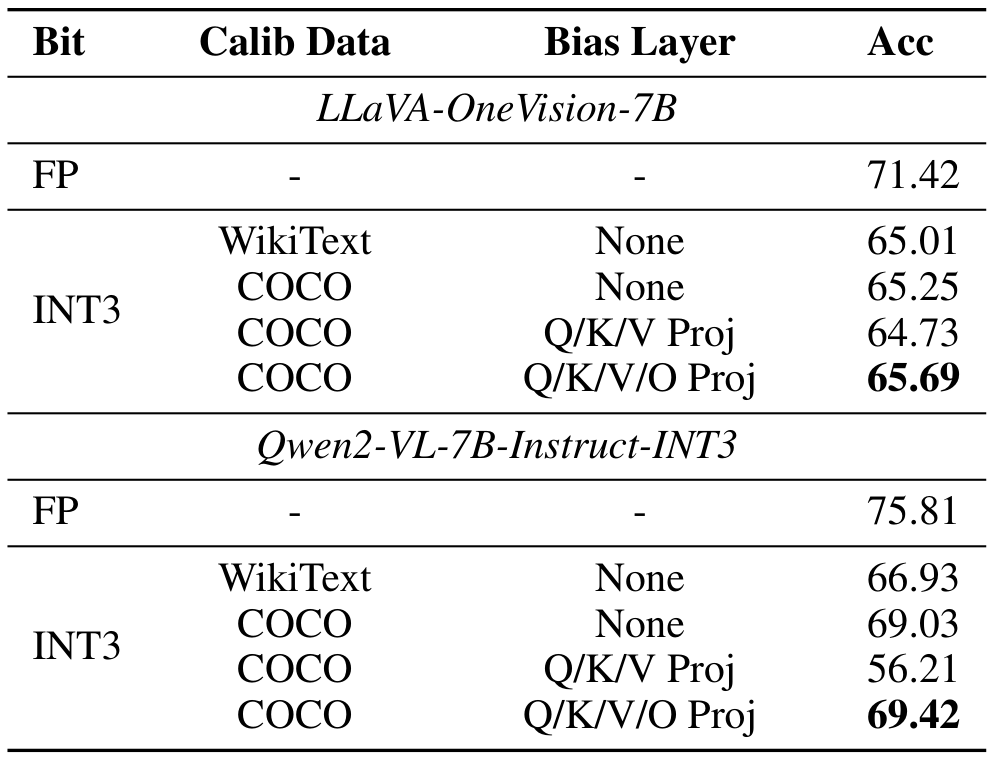 Bit Calib Data Bias Layer Acc
LLaVA-OneVision-7B
FP - - 71.42
WikiText None 65.01
COCO None 65.25
INT3
COCO Q/K/V Proj 64.73
COCO Q/K/V/O Proj 65.69
Qwen2-VL-7B-Instruct-INT3
FP - - 75.81
WikiText None 66.93
COCO None 69.03
INT3
COCO Q/K/V Proj 56.21
COCO Q/K/V/O Proj 69.42